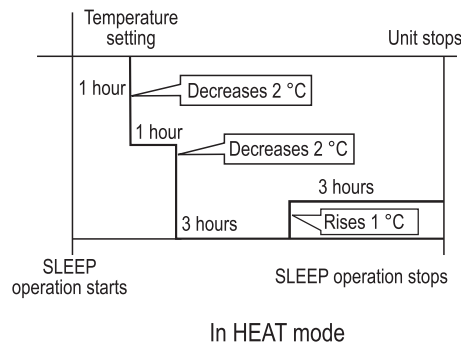 Temperature
setting
Unit stops
1 hour
Decreases 2 °C
1 hour
Decreases 2 °C
3 hours
3 hours
Rises 1 °C
SLEEP
operation starts
SLEEP operation stops
In HEAT mode